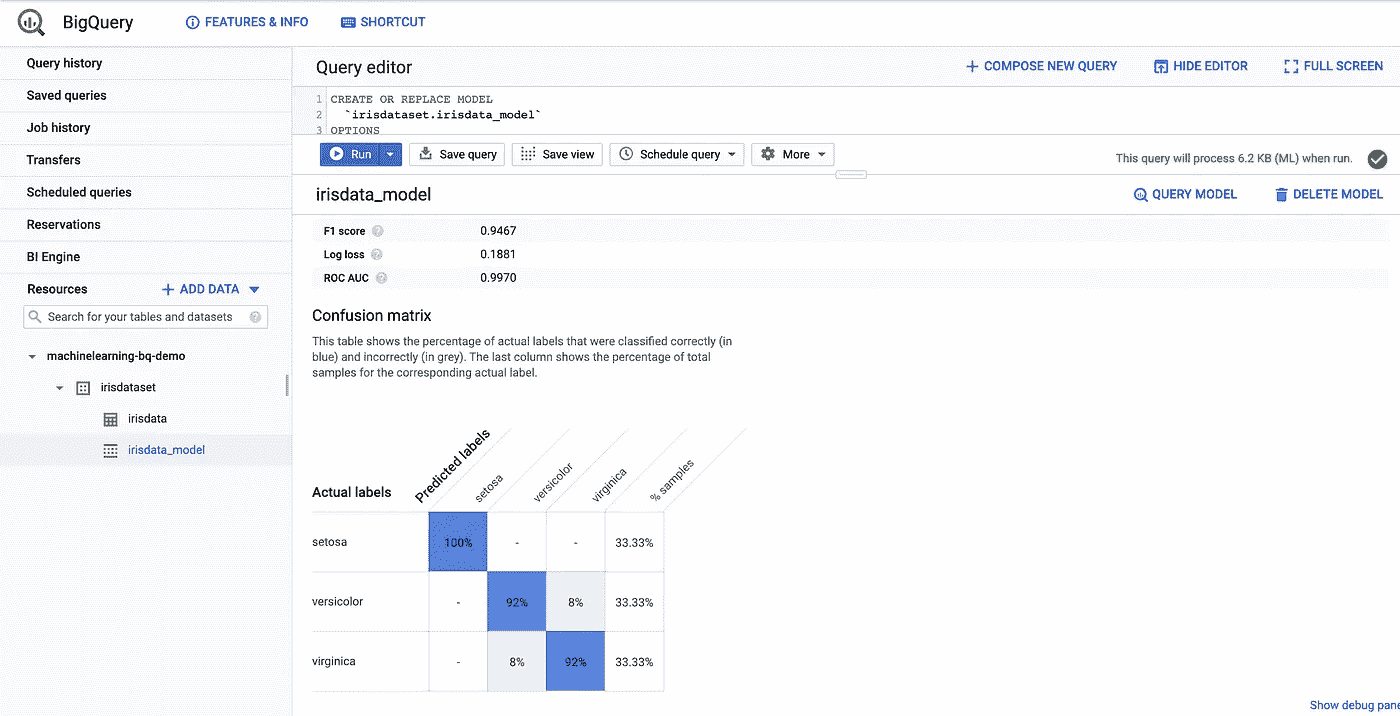 BigQuery
FEATURES & INFO
SHORTCUT
Query history
Saved queries
Job history
Transfers
Scheduled queries
Reservations
BI Engine
Resources
ADD DATA
Search for your tables and datasets
machinelearning-bq-demo
irisdataset
irisdata
irisdata_model
Query editor
COMPOSE NEW QUERY
HIDE EDITOR
FULL SCREEN
1 CREATE OR REPLACE MODEL
2 `irisdataset.irisdata_model`
3 OPTIONS
Run
Save query
Save view
Schedule query
More
This query will process 6.2 KB (ML) when run.
irisdata_model
QUERY MODEL
DELETE MODEL
F1 score 0.9467
Log loss 0.1881
ROC AUC 0.9970
Confusion matrix
This table shows the percentage of actual labels that were classified correctly (in
blue) and incorrectly (in grey). The last column shows the percentage of total
samples for the corresponding actual label.
Actual labels
Predicted labels
setosa
versicolor
virginica
% samples
setosa 100% - - 33.33%
versicolor - 92% 8% 33.33%
virginica - 8% 92% 33.33%
Show debug pane